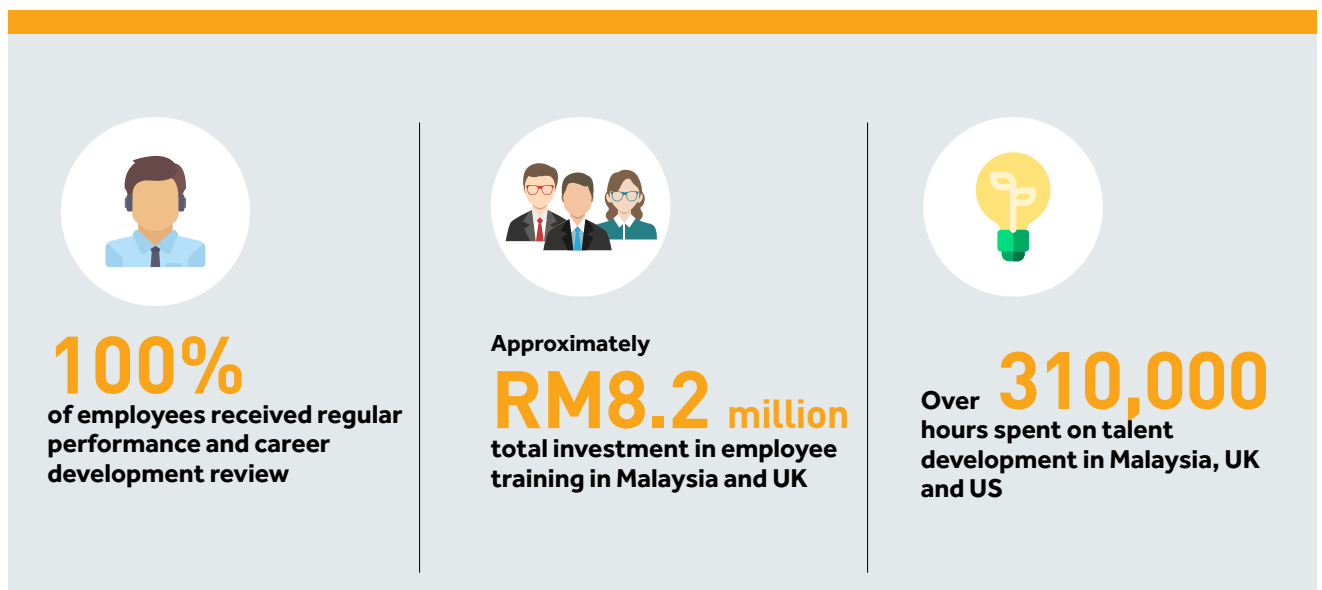 100%
of employees received regular
performance and career
development review
Approximately
RM8.2 million
total investment in employee
training in Malaysia and UK
Over 310,000
hours spent on talent
development in Malaysia, UK
and US